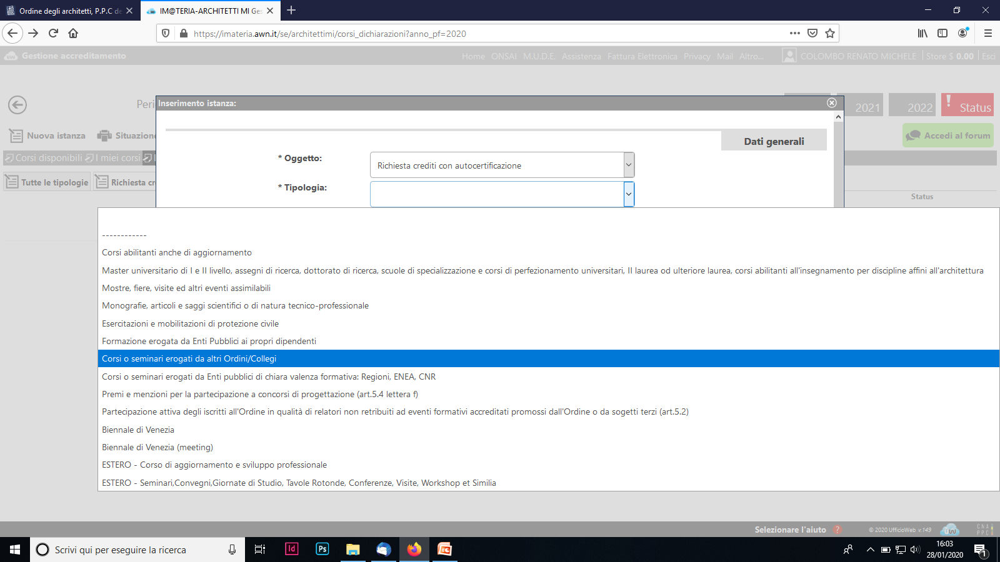 Ordine degli architetti, P.P.C de
IM@TERIA-ARCHITETTI MI Ges
https://imateria.awn.it/se/architettimi/corsi_dichiarazioni?anno_pf=2020
Gestione accreditamento
Home ONSAI M.U.D.E. Assistenza Fattura Elettronica Privacy Mail Altro... COLOMBO RENATO MICHELE Store $ 0.00 Esci
Peri
Inserimento istanza:
2021 2022 ! Status
Nuova istanza Situazione
Accedi al forum
Dati generali
Corsi disponibili I miei corsi
* Oggetto:
Richiesta crediti con autocertificazione
Tutte le tipologie Richiesta cr
* Tipologia:
Status
------------
Corsi abilitanti anche di aggiornamento
Master universitario di I e II livello, assegni di ricerca, dottorato di ricerca, scuole di specializzazione e corsi di perfezionamento universitari, II laurea od ulteriore laurea, corsi abilitanti all'insegnamento per discipline affini all'architettura
Mostre, fiere, visite ed altri eventi assimilabili
Monografie, articoli e saggi scientifici o di natura tecnico-professionale
Esercitazioni e mobilitazioni di protezione civile
Formazione erogata da Enti Pubblici ai propri dipendenti
Corsi o seminari erogati da altri Ordini/Collegi
Corsi o seminari erogati da Enti pubblici di chiara valenza formativa: Regioni, ENEA, CNR
Premi e menzioni per la partecipazione a concorsi di progettazione (art.5.4 lettera f)
Partecipazione attiva degli iscritti all'Ordine in qualità di relatori non retribuiti ad eventi formativi accreditati promossi dall'Ordine o da sogetti terzi (art.5.2)
Biennale di Venezia
Biennale di Venezia (meeting)
ESTERO - Corso di aggiornamento e sviluppo professionale
ESTERO - Seminari,Convegni,Giornate di Studio, Tavole Rotonde, Conferenze, Visite, Workshop et Similia
Selezionare l'aiuto ? © 2020 UfficioWeb v.149 UW CNA PPC
Scrivi qui per eseguire la ricerca
Id
Ps
16:03
28/01/2020
1